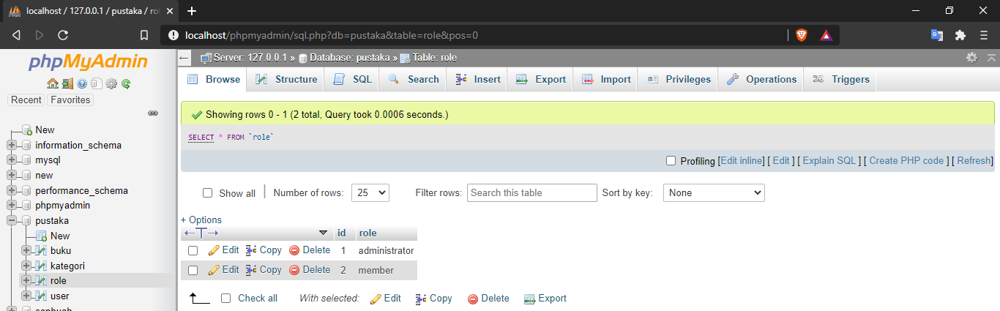 localhost / 127.0.0.1 / pustaka / rol
localhost/phpmyadmin/sql.php?db=pustaka&table=role&pos=0
phpMyAdmin
Recent Favorites
New
information_schema
mysql
new
performance_schema
phpmyadmin
pustaka
New
buku
kategori
role
user
Server: 127.0.0.1 » Database: pustaka » Table: role
Browse Structure SQL Search Insert Export Import Privileges Operations Triggers
Showing rows 0 - 1 (2 total, Query took 0.0006 seconds.)
SELECT * FROM `role`
Profiling [Edit inline] [ Edit ] [ Explain SQL ] [ Create PHP code ] [ Refresh]
Show all | Number of rows: 25 Filter rows: Search this table Sort by key: None
+ Options
id role
Edit Copy Delete 1 administrator
Edit Copy Delete 2 member
Check all With selected: Edit Copy Delete Export